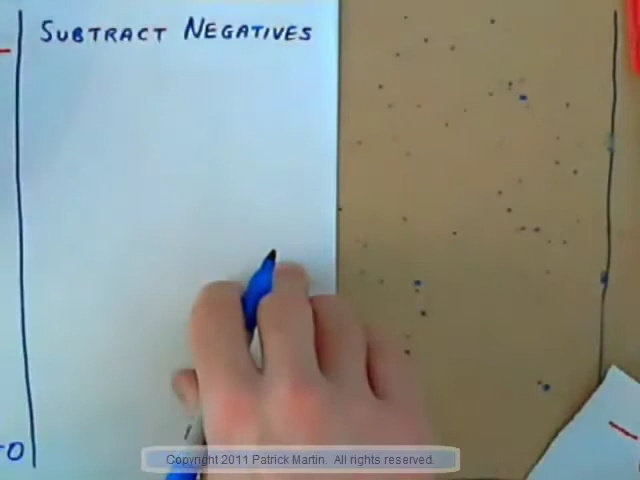 SUBTRACT NEGATIVES
Copyright 2011 Patrick Martin. All rights reserved.